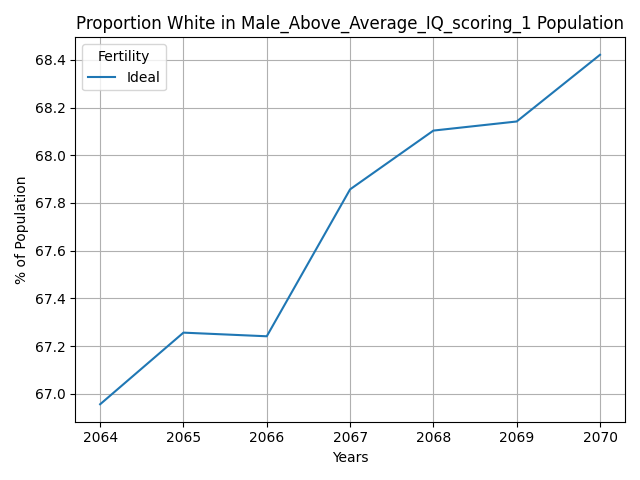 Proportion White in Male_Above_Average_IQ_scoring_1 Population
Fertility
Ideal
% of Population
68.4
68.2
68.0
67.8
67.6
67.4
67.2
67.0
2064 2065 2066 2067 2068 2069 2070
Years